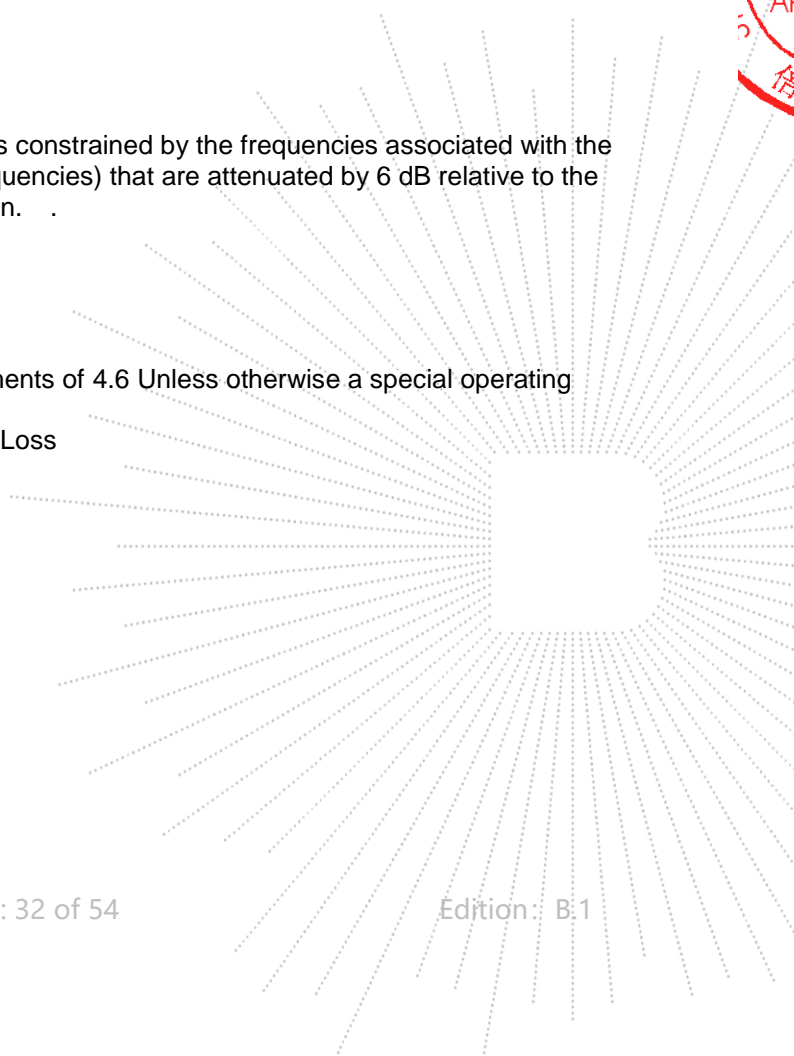 s constrained by the frequencies associated with the
quencies) that are attenuated by 6 dB relative to the
n. .
nents of 4.6 Unless otherwise a special operating
Loss
: 32 of 54 Edition: B.1